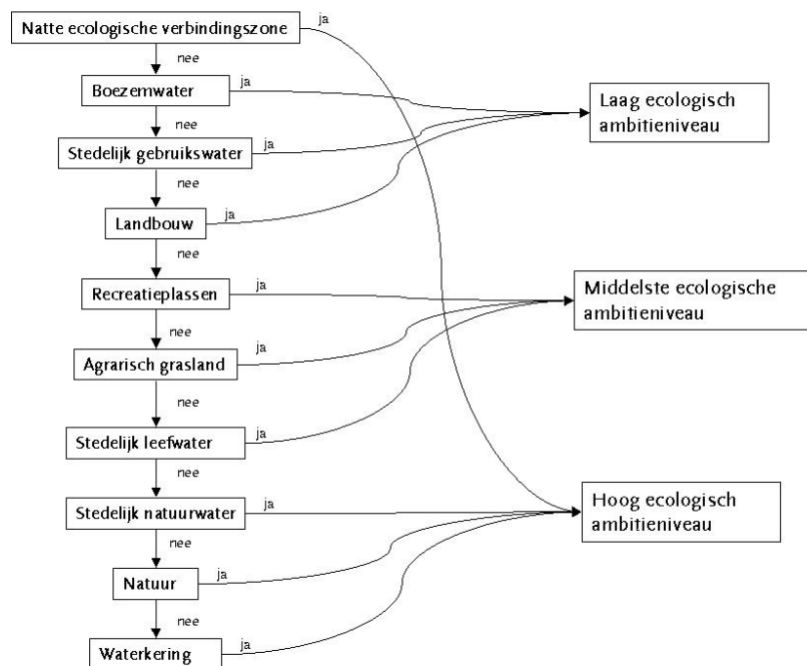 Natte ecologische verbindingszone
ja
nee
Boezemwater
ja
Laag ecologisch
ambitieniveau
nee
Stedelijk gebruikswater
ja
nee
Landbouw
ja
nee
Recreatieplassen
ja
Middelste ecologische
ambitieniveau
nee
Agrarisch grasland
ja
nee
Stedelijk leefwater
ja
nee
Stedelijk natuurwater
ja
Hoog ecologisch
ambitieniveau
nee
Natuur
ja
nee
Waterkering
ja